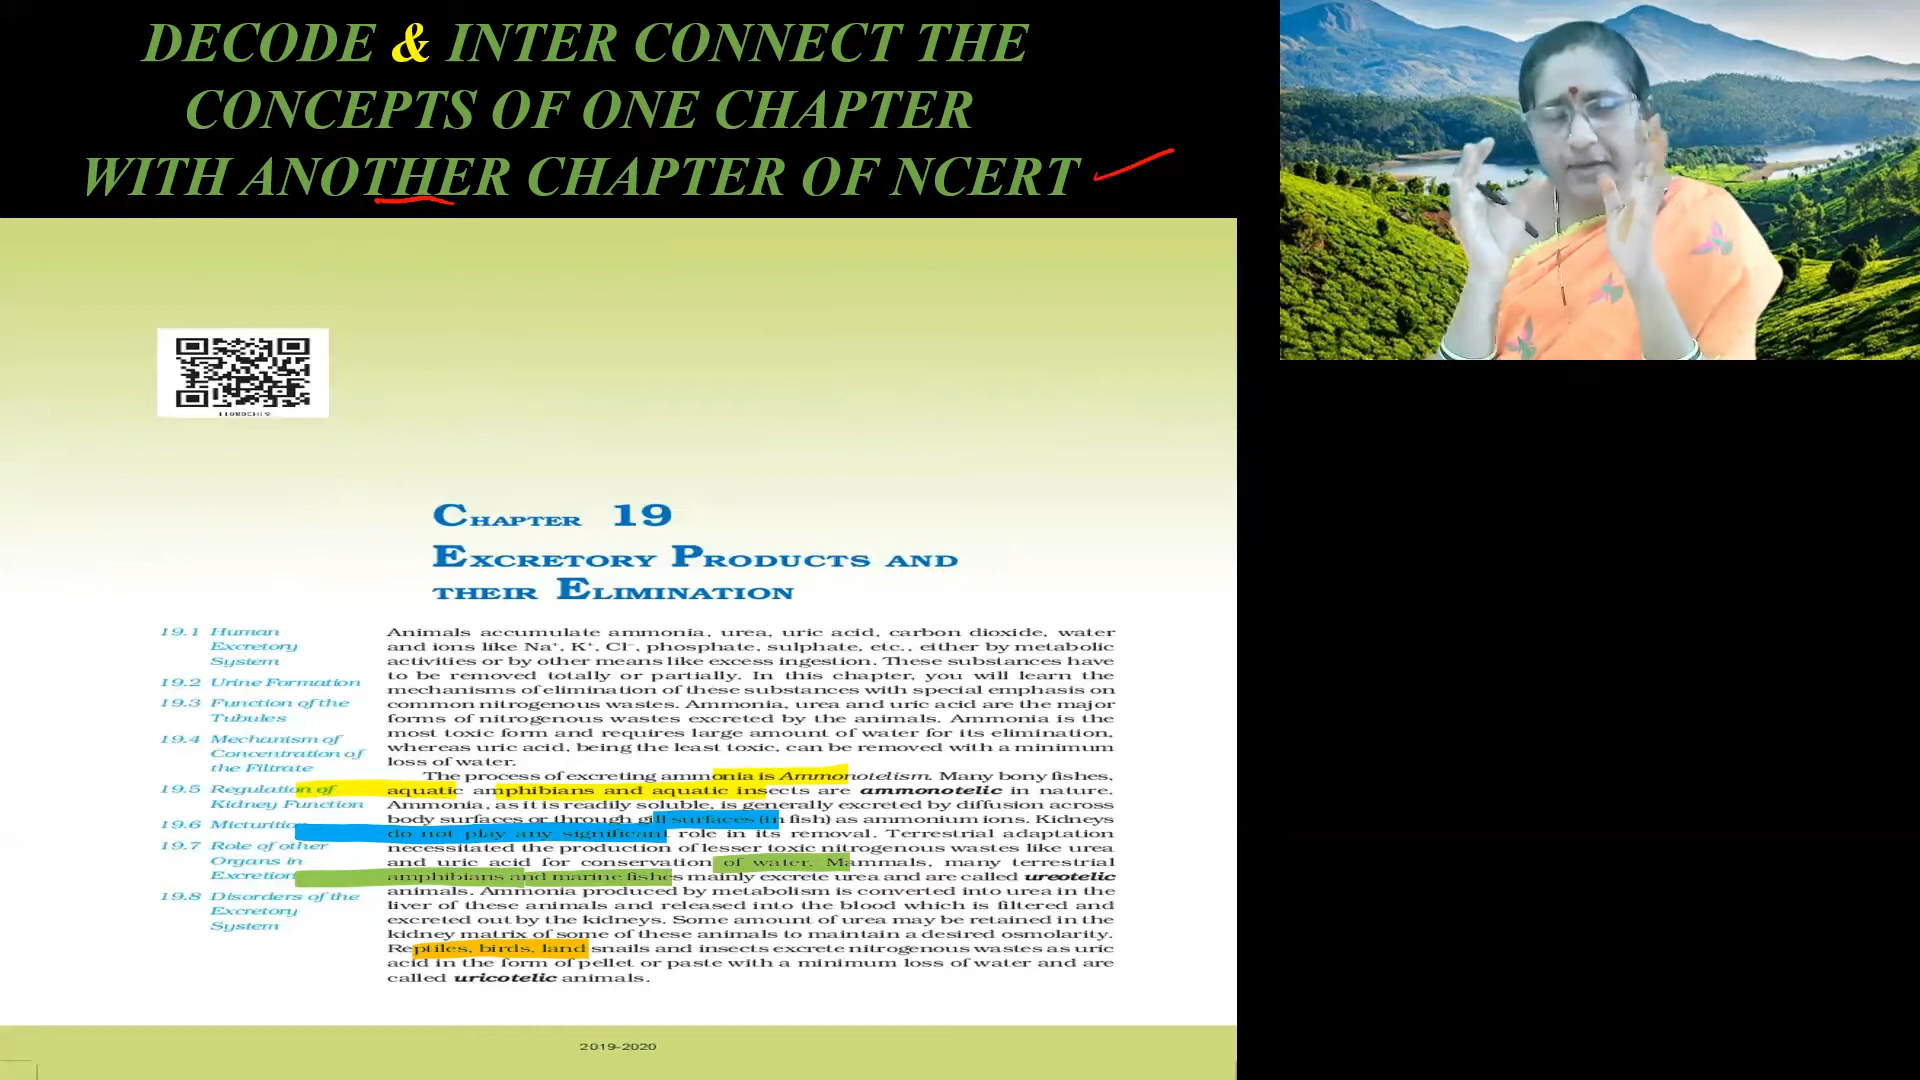 DECODE & INTER CONNECT THE
CONCEPTS OF ONE CHAPTER
WITH ANOTHER CHAPTER OF NCERT
11080CH19
CHAPTER 19
EXCRETORY PRODUCTS AND
THEIR ELIMINATION
19.1 Human
Excretory
System
19.2 Urine Formation
19.3 Function of the
Tubules
19.4 Mechanism of
Concentration of
the Filtrate
19.5 Regulation of
Kidney Function
19.6 Micturition
19.7 Role of other
Organs in
Excretion
19.8 Disorders of the
Excretory
System
Animals accumulate ammonia, urea, uric acid, carbon dioxide, water
and ions like Na⁺, K⁺, Cl⁻, phosphate, sulphate, etc., either by metabolic
activities or by other means like excess ingestion. These substances have
to be removed totally or partially. In this chapter, you will learn the
mechanisms of elimination of these substances with special emphasis on
common nitrogenous wastes. Ammonia, urea and uric acid are the major
forms of nitrogenous wastes excreted by the animals. Ammonia is the
most toxic form and requires large amount of water for its elimination,
whereas uric acid, being the least toxic, can be removed with a minimum
loss of water.
The process of excreting ammonia is Ammonotelism. Many bony fishes,
aquatic amphibians and aquatic insects are ammonotelic in nature.
Ammonia, as it is readily soluble, is generally excreted by diffusion across
body surfaces or through gill surfaces (in fish) as ammonium ions. Kidneys
do not play any significant role in its removal. Terrestrial adaptation
necessitated the production of lesser toxic nitrogenous wastes like urea
and uric acid for conservation of water. Mammals, many terrestrial
amphibians and marine fishes mainly excrete urea and are called ureotelic
animals. Ammonia produced by metabolism is converted into urea in the
liver of these animals and released into the blood which is filtered and
excreted out by the kidneys. Some amount of urea may be retained in the
kidney matrix of some of these animals to maintain a desired osmolarity.
Reptiles, birds, land snails and insects excrete nitrogenous wastes as uric
acid in the form of pellet or paste with a minimum loss of water and are
called uricotelic animals.
2019-2020